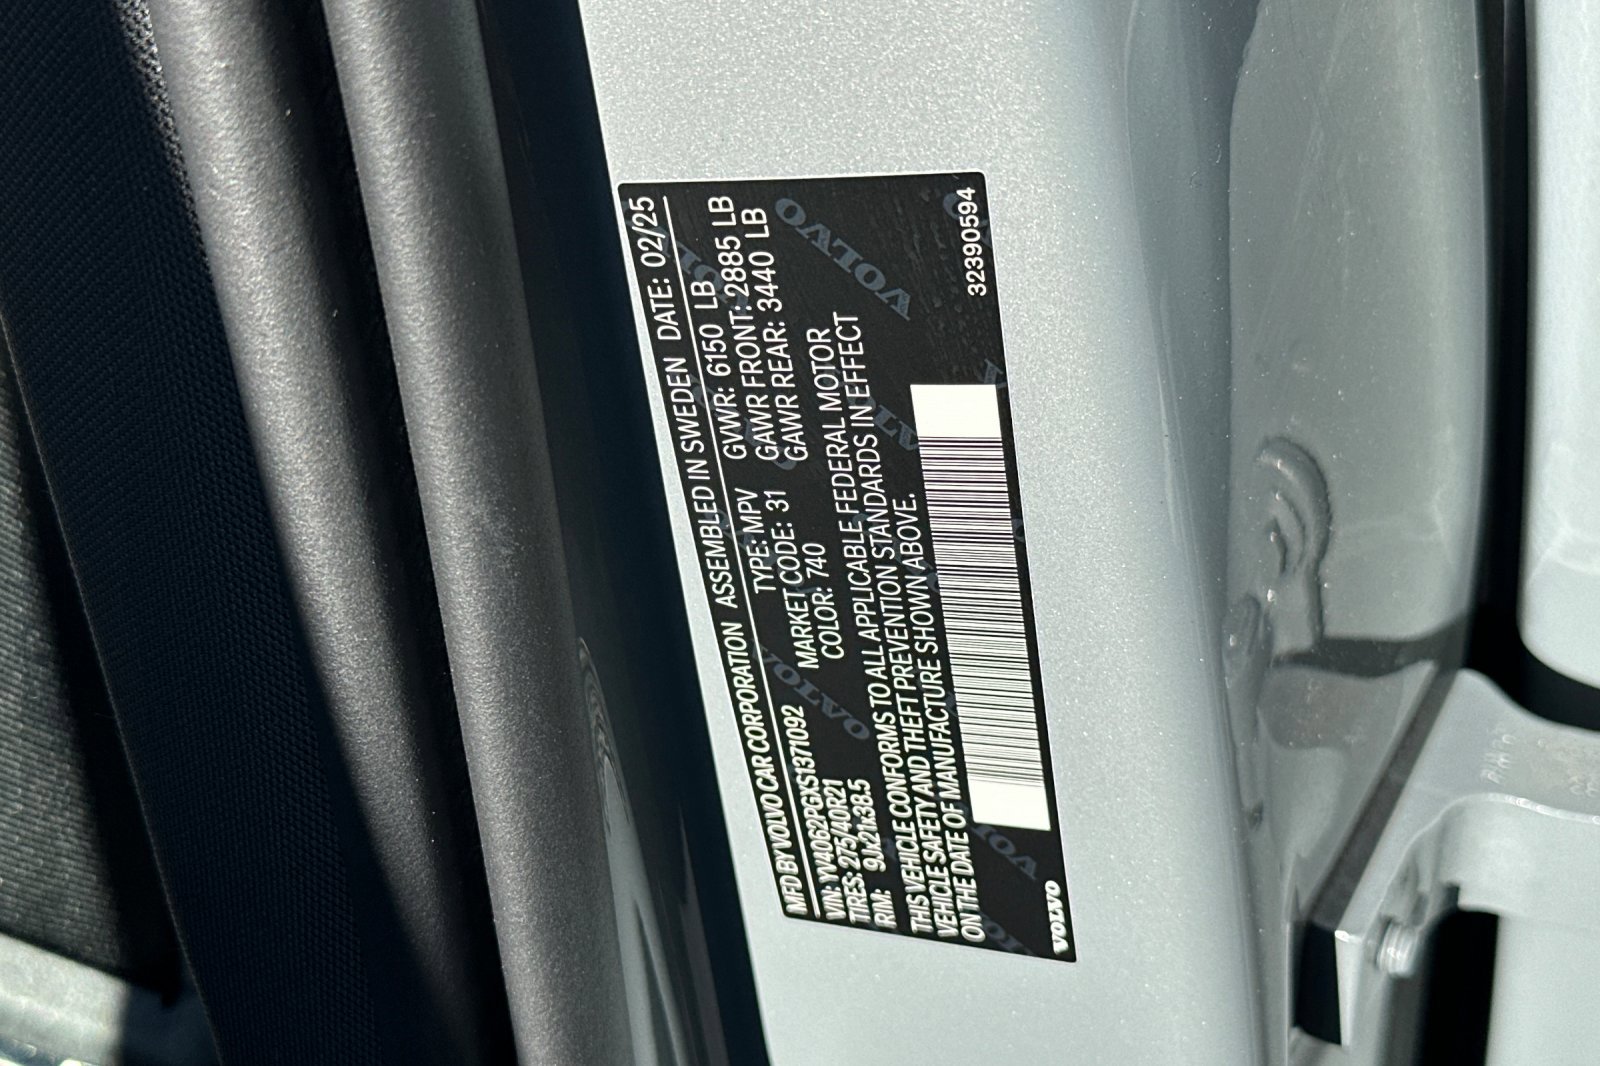 MFD BY VOLVO CAR CORPORATION ASSEMBLED IN SWEDEN DATE: 02/25
VIN: YV4062PGXS1371092 TYPE: MPV GVWR: 6150 LB
TIRES: 275/40R21 MARKET CODE: 31 GAWR FRONT: 2885 LB
RIM: 9Jx21x38.5 COLOR: 740 GAWR REAR: 3440 LB
THIS VEHICLE CONFORMS TO ALL APPLICABLE FEDERAL MOTOR
VEHICLE SAFETY AND THEFT PREVENTION STANDARDS IN EFFECT
ON THE DATE OF MANUFACTURE SHOWN ABOVE.
VOLVO 32390594